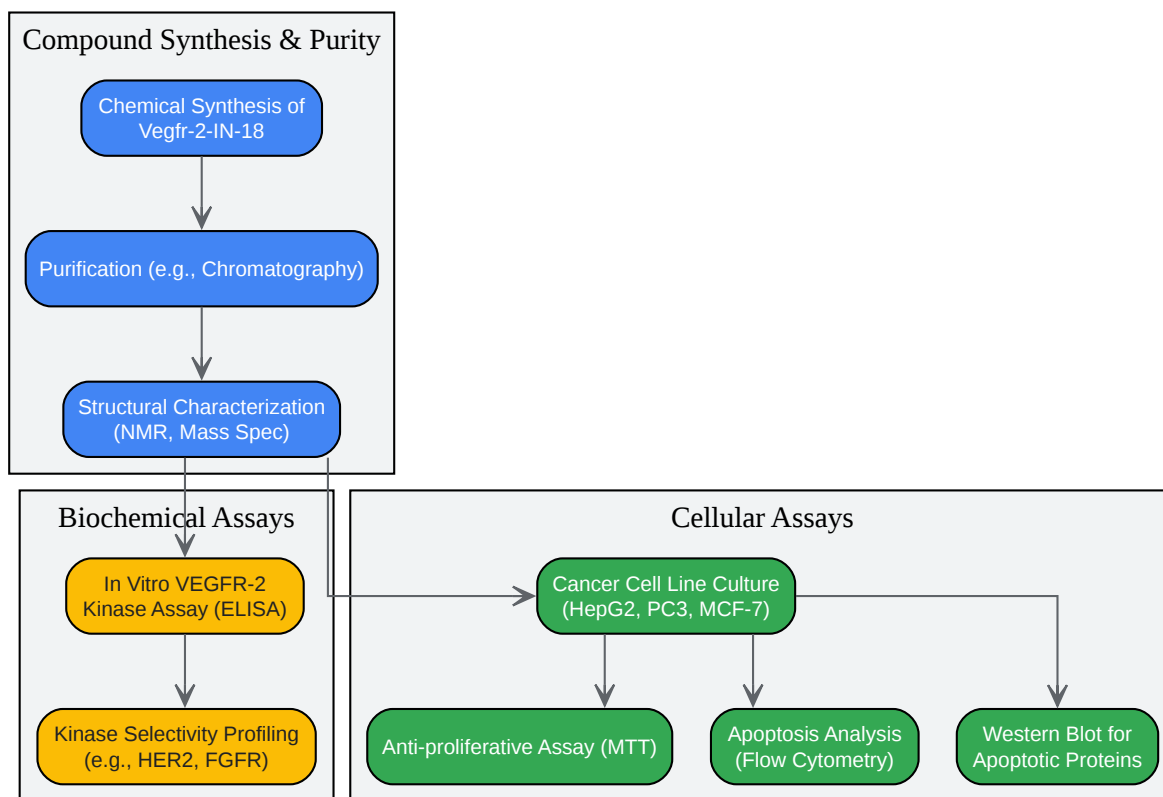 Compound Synthesis & Purity
Chemical Synthesis of
Vegfr-2-IN-18
Purification (e.g., Chromatography)
Structural Characterization
(NMR, Mass Spec)
Biochemical Assays
In Vitro VEGFR-2
Kinase Assay (ELISA)
Kinase Selectivity Profiling
(e.g., HER2, FGFR)
Cellular Assays
Cancer Cell Line Culture
(HepG2, PC3, MCF-7)
Anti-proliferative Assay (MTT)
Apoptosis Analysis
(Flow Cytometry)
Western Blot for
Apoptotic Proteins